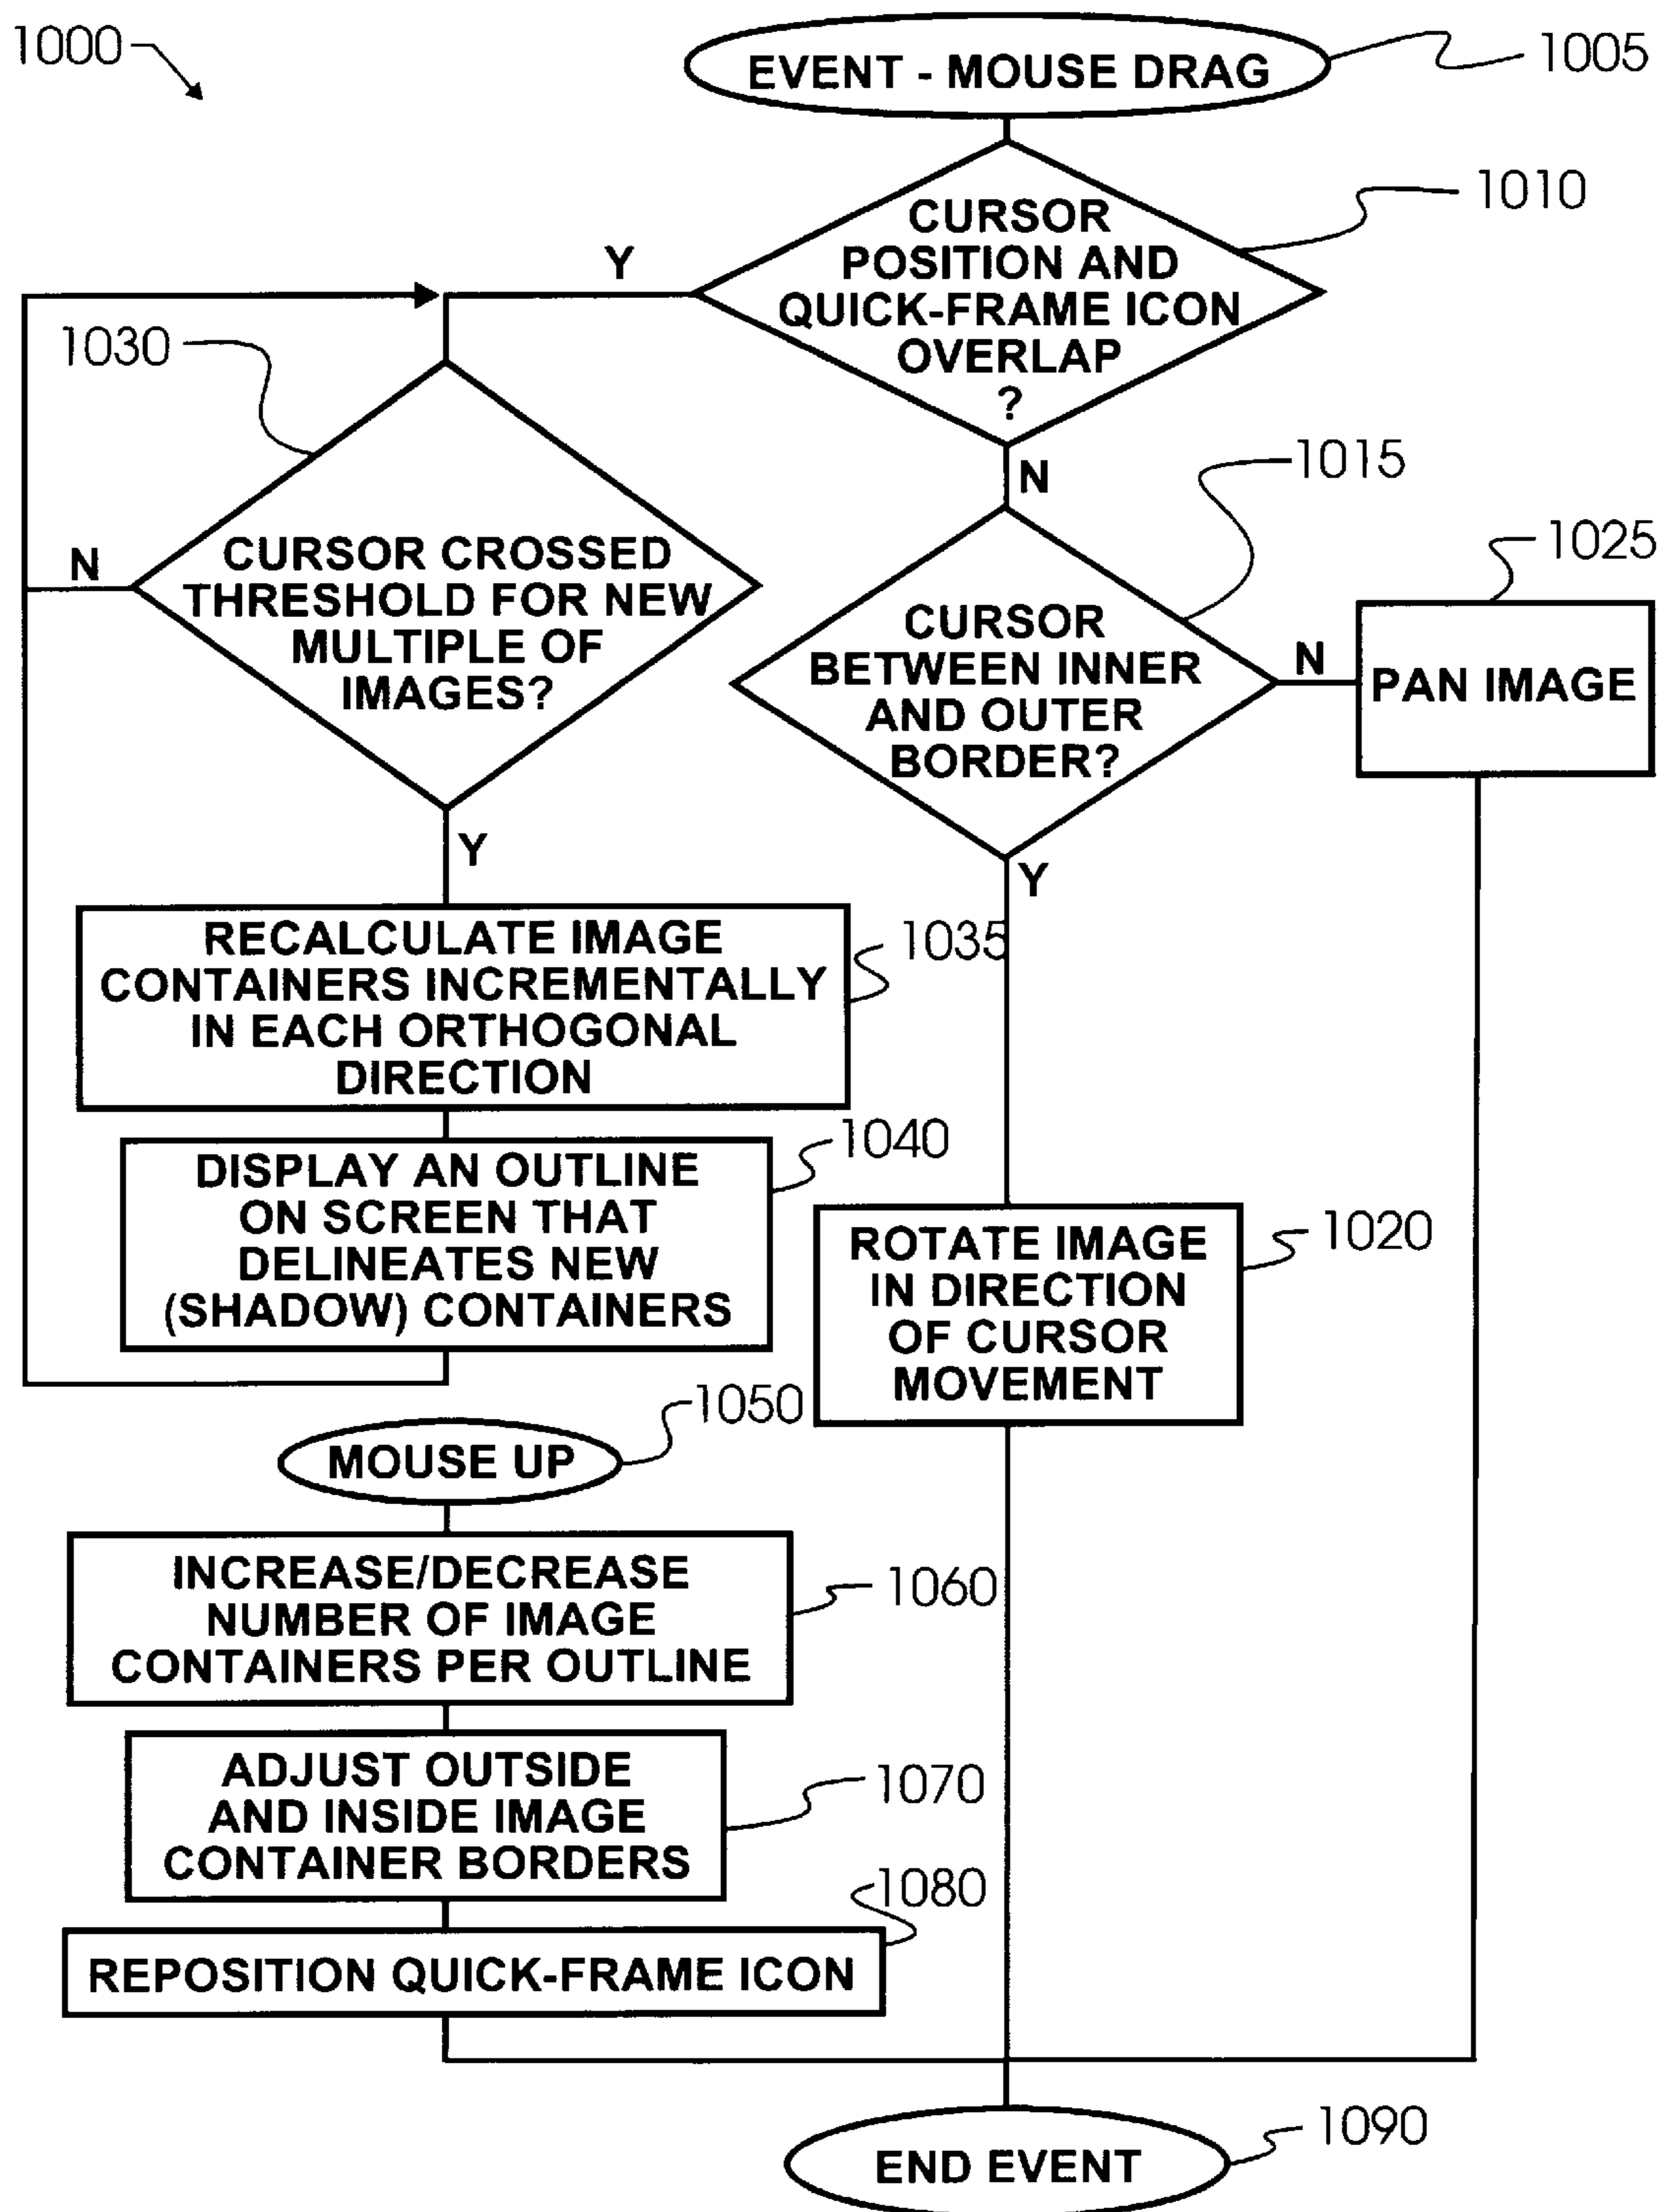 1000
EVENT - MOUSE DRAG
1005
CURSOR
POSITION AND
QUICK-FRAME ICON
OVERLAP
?
1010
Y
N
1030
CURSOR CROSSED
THRESHOLD FOR NEW
MULTIPLE OF
IMAGES?
N
Y
1015
CURSOR
BETWEEN INNER
AND OUTER
BORDER?
N
Y
1025
PAN IMAGE
RECALCULATE IMAGE
CONTAINERS INCREMENTALLY
IN EACH ORTHOGONAL
DIRECTION
1035
DISPLAY AN OUTLINE
ON SCREEN THAT
DELINEATES NEW
(SHADOW) CONTAINERS
1040
ROTATE IMAGE
IN DIRECTION
OF CURSOR
MOVEMENT
1020
MOUSE UP
1050
INCREASE/DECREASE
NUMBER OF IMAGE
CONTAINERS PER OUTLINE
1060
ADJUST OUTSIDE
AND INSIDE IMAGE
CONTAINER BORDERS
1070
REPOSITION QUICK-FRAME ICON
1080
END EVENT
1090